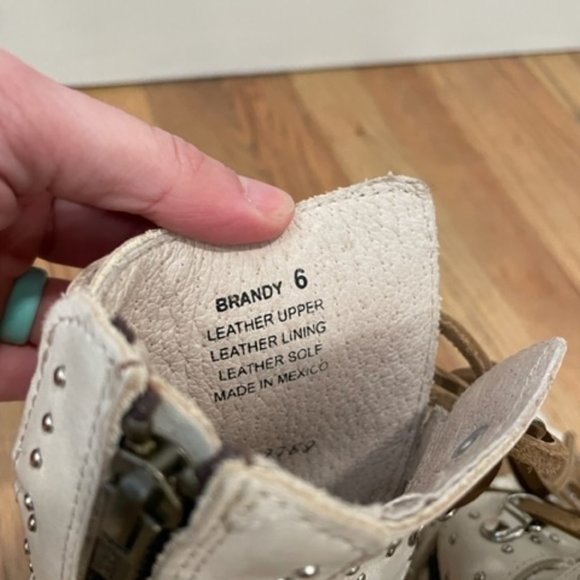 BRANDY 6
LEATHER UPPER
LEATHER LINING
LEATHER SOLE
MADE IN MEXICO